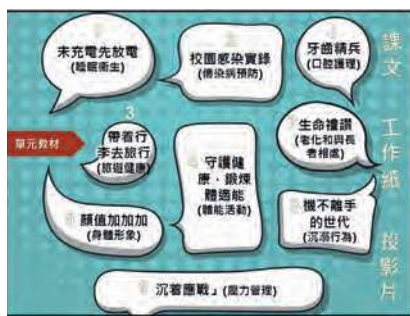 未充電先放電
(睡眠衛生)
校園感染實錄
(傳染病預防)
牙齒精兵
(口腔護理)
課文
單元教材
3
帶着行
李去旅行
(旅遊健康)
守護健
康‧鍛煉
體適能
(體能活動)
生命禮讚
(老化和與長
者相處)
工作紙
顏值加加加
(身體形象)
機不離手
的世代
(沉溺行為)
投影片
沉着應戰」(壓力管理)